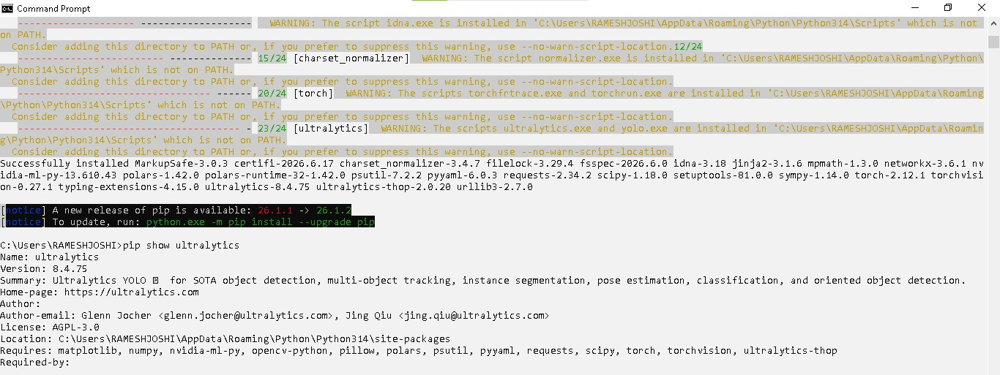 Command Prompt
-------------------- -------------------  WARNING: The script idna.exe is installed in 'C:\Users\RAMESHJOSHI\AppData\Roaming\Python\Python314\Scripts' which is not
on PATH.
  Consider adding this directory to PATH or, if you prefer to suppress this warning, use --no-warn-script-location.12/24
-------------------------- -------------- 15/24 [charset_normalizer]  WARNING: The script normalizer.exe is installed in 'C:\Users\RAMESHJOSHI\AppData\Roaming\Python\
Python314\Scripts' which is not on PATH.
  Consider adding this directory to PATH or, if you prefer to suppress this warning, use --no-warn-script-location.
--------------------------------- ------ 20/24 [torch]  WARNING: The scripts torchfrtrace.exe and torchrun.exe are installed in 'C:\Users\RAMESHJOSHI\AppData\Roaming
\Python\Python314\Scripts' which is not on PATH.
  Consider adding this directory to PATH or, if you prefer to suppress this warning, use --no-warn-script-location.
-------------------------------------- - 23/24 [ultralytics]  WARNING: The scripts ultralytics.exe and yolo.exe are installed in 'C:\Users\RAMESHJOSHI\AppData\Roamin
g\Python\Python314\Scripts' which is not on PATH.
  Consider adding this directory to PATH or, if you prefer to suppress this warning, use --no-warn-script-location.
Successfully installed MarkupSafe-3.0.3 certifi-2026.6.17 charset_normalizer-3.4.7 filelock-3.29.4 fsspec-2026.6.0 idna-3.18 jinja2-3.1.6 mpmath-1.3.0 networkx-3.6.1 nv
idia-ml-py-13.610.43 polars-1.42.0 polars-runtime-32-1.42.0 psutil-7.2.2 pyyaml-6.0.3 requests-2.34.2 scipy-1.18.0 setuptools-81.0.0 sympy-1.14.0 torch-2.12.1 torchvisi
on-0.27.1 typing-extensions-4.15.0 ultralytics-8.4.75 ultralytics-thop-2.0.20 urllib3-2.7.0
[notice] A new release of pip is available: 26.1.1 -> 26.1.2
[notice] To update, run: python.exe -m pip install --upgrade pip
C:\Users\RAMESHJOSHI>pip show ultralytics
Name: ultralytics
Version: 8.4.75
Summary: Ultralytics YOLO � for SOTA object detection, multi-object tracking, instance segmentation, pose estimation, classification, and oriented object detection.
Home-page: https://ultralytics.com
Author:
Author-email: Glenn Jocher <glenn.jocher@ultralytics.com>, Jing Qiu <jing.qiu@ultralytics.com>
License: AGPL-3.0
Location: C:\Users\RAMESHJOSHI\AppData\Roaming\Python\Python314\site-packages
Requires: matplotlib, numpy, nvidia-ml-py, opencv-python, pillow, polars, psutil, pyyaml, requests, scipy, torch, torchvision, ultralytics-thop
Required-by: